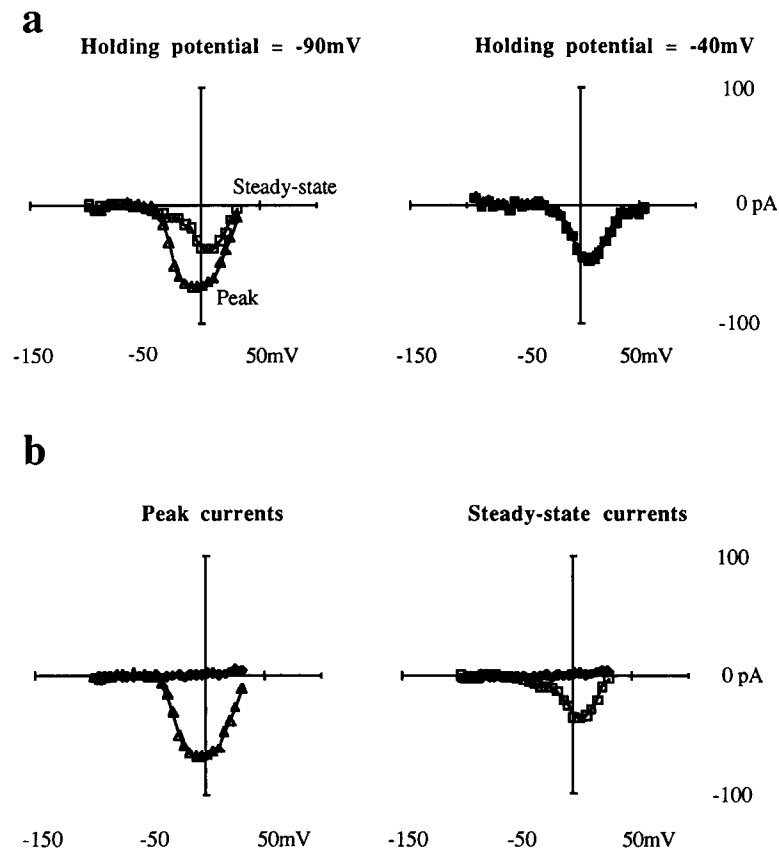 a
Holding potential = -90mV
Holding potential = -40mV
100
Steady-state
0 pA
Peak
-100
-150 -50 50mV
-150 -50 50mV
b
Peak currents
Steady-state currents
100
0 pA
-100
-150 -50 50mV
-150 -50 50mV